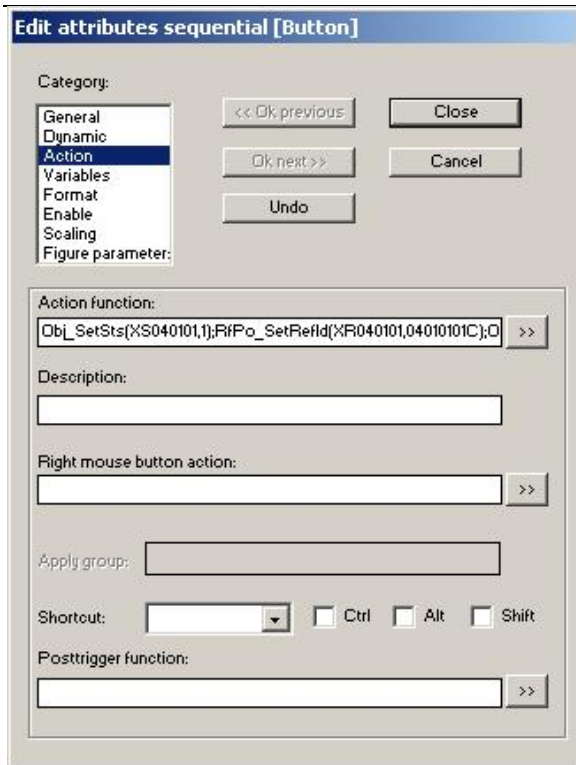 Edit attributes sequential [Button]
Category:
General
Dynamic
Action
Variables
Format
Enable
Scaling
Figure parameter:
<< Ok previous
Close
Ok next >>
Cancel
Undo
Action function:
Obj_SetSts(XS040101,1);RfPo_SetRefId(XR040101,04010101C);O
>>
Description:
Right mouse button action:
>>
Apply group:
Shortcut:
Ctrl
Alt
Shift
Posttrigger function:
>>